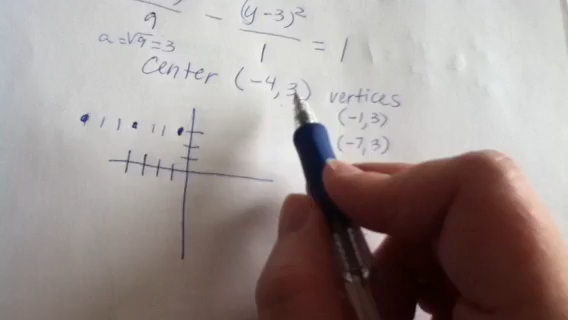 9 − (y-3)² / 1 = 1
a = √9 = 3
center (-4, 3)
vertices
(-1, 3)
(-7, 3)